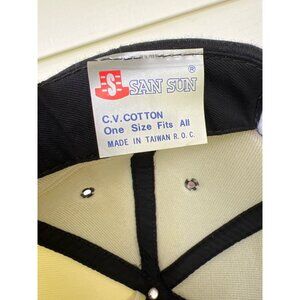 S SAN SUN ®
C.V.COTTON
One Size Fits All
MADE IN TAIWAN R.O.C.